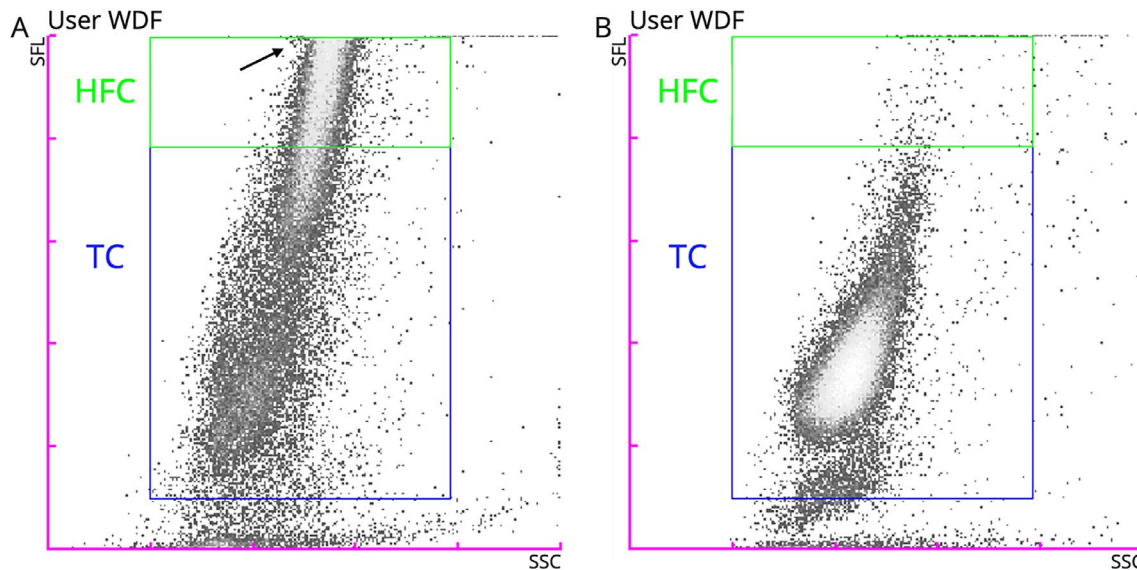 A User WDF
SFL
HFC
TC
SSC
B User WDF
SFL
HFC
TC
SSC